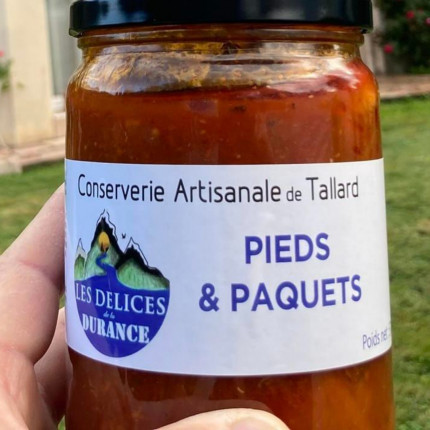 Conserverie Artisanale de Tallard
PIEDS
& PAQUETS
LES DELICES
de la
DURANCE
Poids net